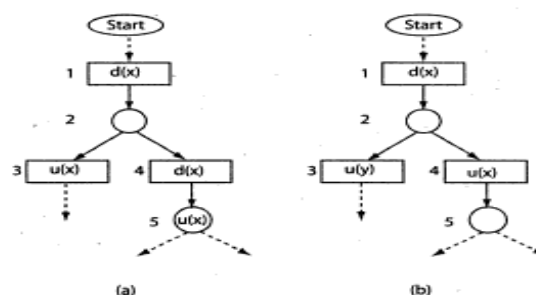 Start Start
1 d(x) 1 d(x)
2 2
3 u(x) 4 d(x) 3 u(y) 4 u(x)
5 u(x) 5
(a) (b)